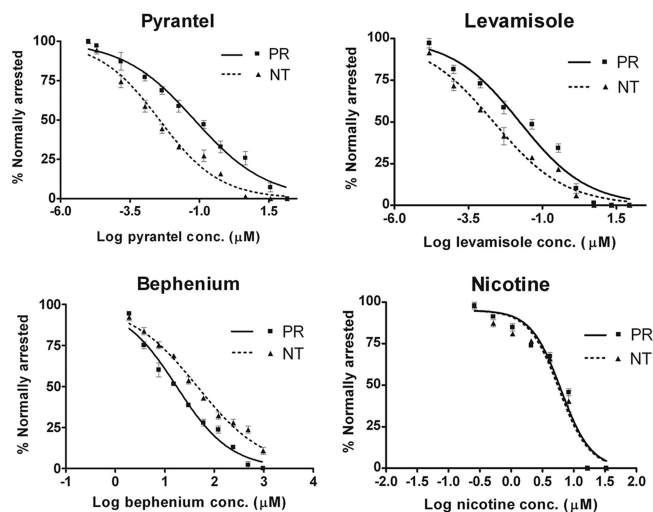 Pyrantel
% Normally arrested
100
75
50
25
0
-6.0 -3.5 -1.0 1.5
Log pyrantel conc. (μM)
PR
NT
Levamisole
% Normally arrested
100
75
50
25
0
-6.0 -3.5 -1.0 1.5
Log levamisole conc. (μM)
PR
NT
Bephenium
% Normally arrested
100
75
50
25
0
-1 0 1 2 3 4
Log bephenium conc. (μM)
PR
NT
Nicotine
% Normally arrested
100
75
50
25
0
-2.0 -1.5 -1.0 -0.5 0.0 0.5 1.0 1.5 2.0
Log nicotine conc. (μM)
PR
NT